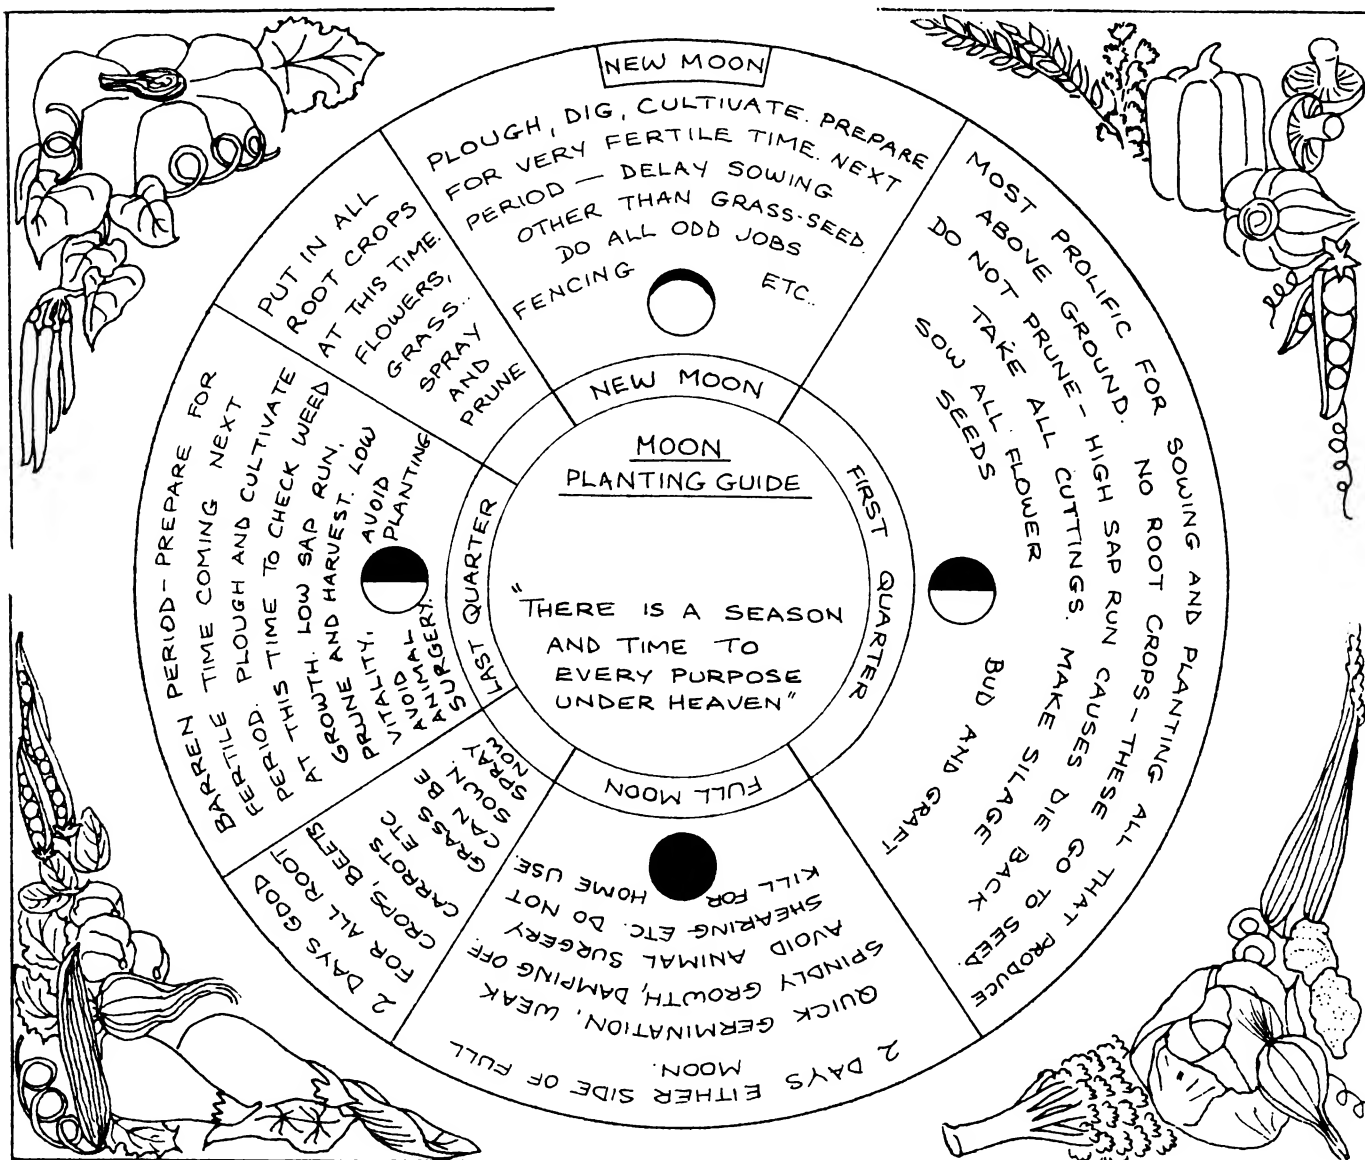 NEW MOON
PLOUGH, DIG, CULTIVATE. PREPARE
FOR VERY FERTILE TIME. NEXT
PERIOD — DELAY SOWING
OTHER THAN GRASS-SEED.
DO ALL ODD JOBS
FENCING ETC..
NEW MOON
MOST PROLIFIC FOR SOWING AND PLANTING ALL THAT PRODUCE
ABOVE GROUND. NO ROOT CROPS - THESE GO TO SEED.
DO NOT PRUNE - HIGH SAP RUN CAUSES DIE BACK
TAKE ALL CUTTINGS. MAKE SILAGE
SOW ALL FLOWER
SEEDS
BUD AND GRAFT
FIRST QUARTER
2 DAYS EITHER SIDE OF FULL
MOON.
QUICK GERMINATION, WEAK
SPINDLY GROWTH, DAMPING OFF.
AVOID ANIMAL SURGERY
SHEARING ETC. DO NOT
KILL FOR HOME USE.
FULL MOON
2 DAYS GOOD
FOR ALL ROOT
CROPS, BEETS
CARROTS ETC
GRASS CAN BE
SOWN.
SPRAY
NOW
BARREN PERIOD - PREPARE FOR
FERTILE TIME COMING NEXT
PERIOD. PLOUGH AND CULTIVATE
AT THIS TIME TO CHECK WEED
GROWTH. LOW SAP RUN,
PRUNE AND HARVEST. LOW
VITALITY, AVOID
AVOID PLANTING
ANIMAL
SURGERY.
LAST QUARTER
PUT IN ALL
ROOT CROPS
AT THIS TIME.
FLOWERS,
GRASS..
SPRAY
AND
PRUNE
MOON
PLANTING GUIDE
"THERE IS A SEASON
AND TIME TO
EVERY PURPOSE
UNDER HEAVEN"